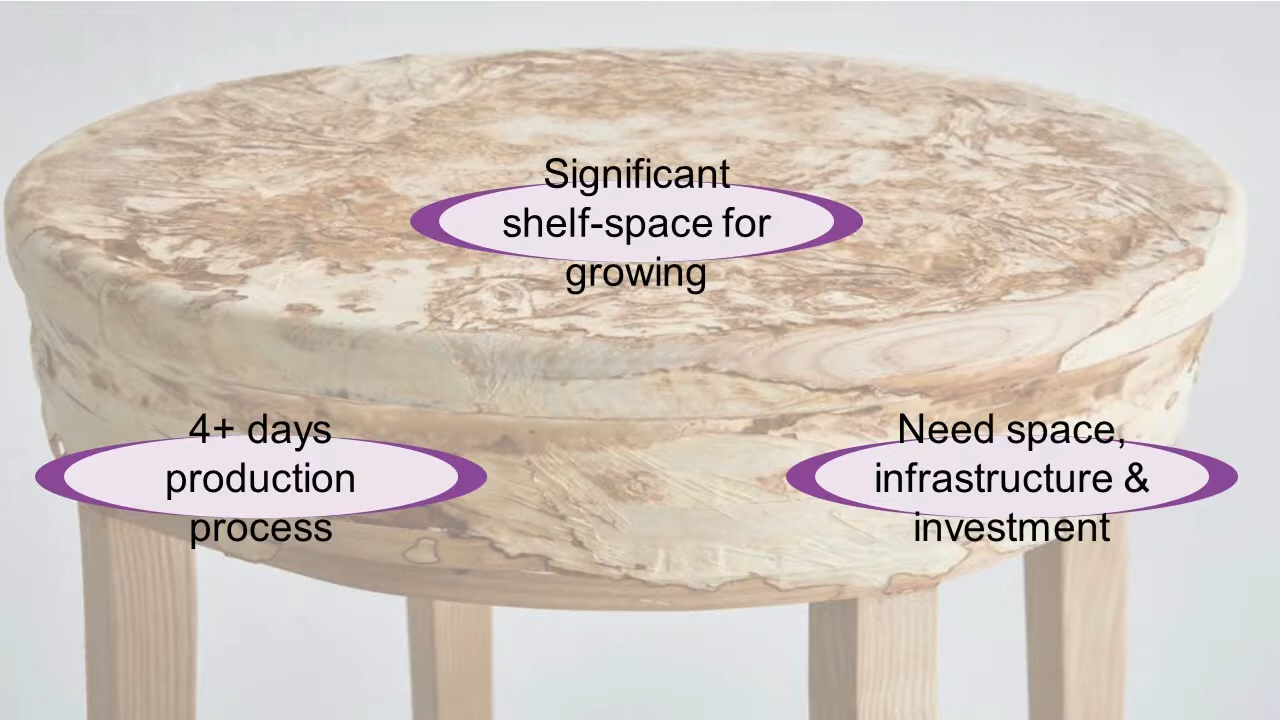 Significant
shelf-space for
growing
4+ days
production
process
Need space,
infrastructure &
investment